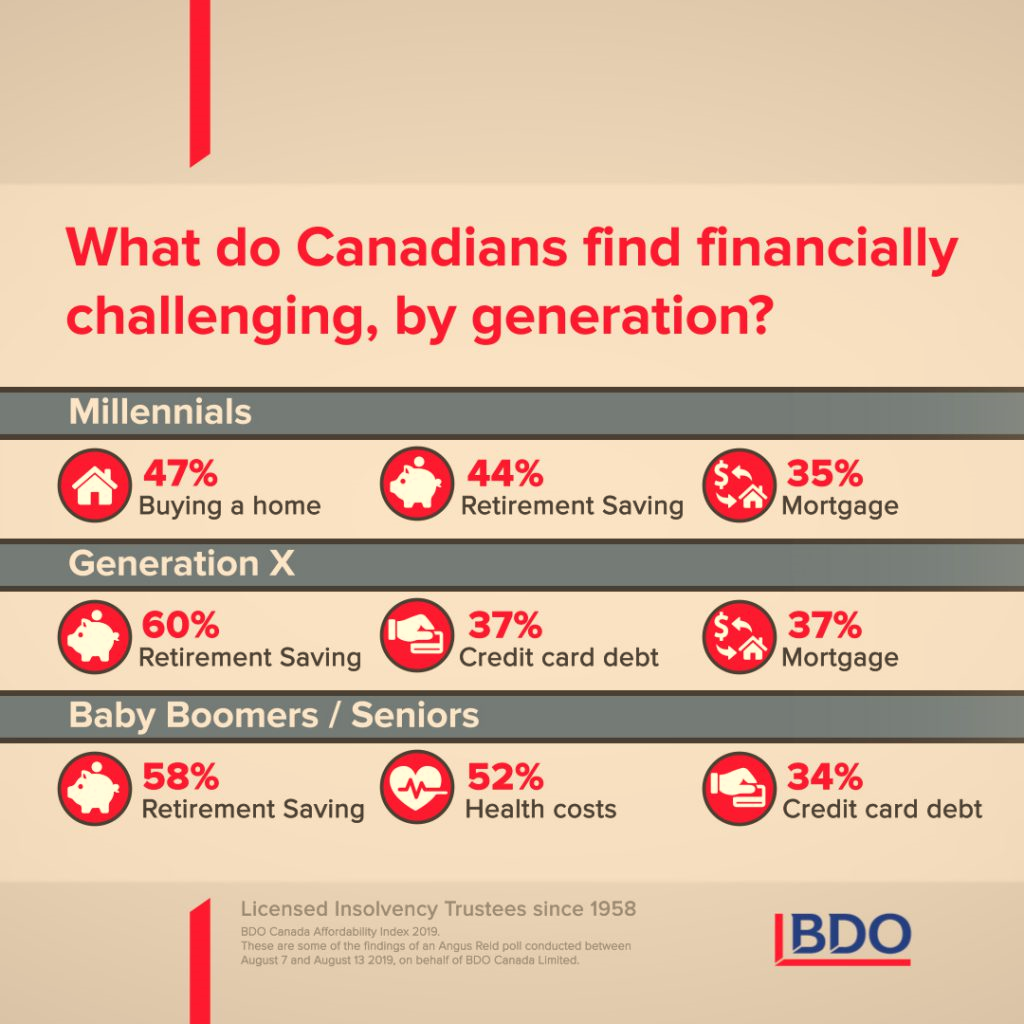 What do Canadians find financially
challenging, by generation?
Millennials
47%
Buying a home
44%
Retirement Saving
35%
Mortgage
Generation X
60%
Retirement Saving
37%
Credit card debt
37%
Mortgage
Baby Boomers / Seniors
58%
Retirement Saving
52%
Health costs
34%
Credit card debt
Licensed Insolvency Trustees since 1958
BDO Canada Affordability Index 2019.
These are some of the findings of an Angus Reid poll conducted between
August 7 and August 13 2019, on behalf of BDO Canada Limited.
BDO